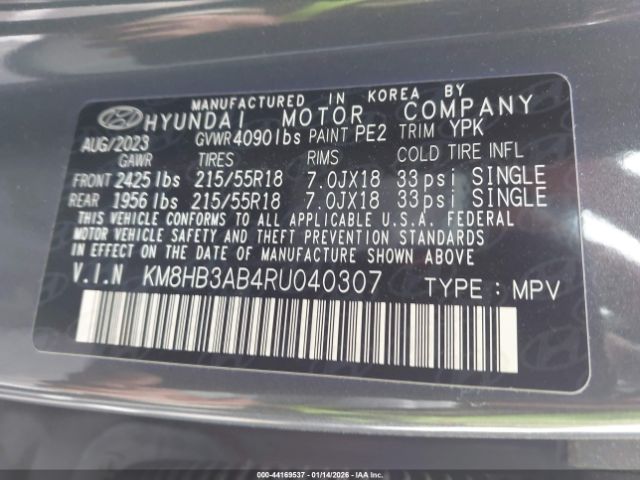 MANUFACTURED IN KOREA BY
HYUNDAI MOTOR COMPANY
AUG/2023 GVWR 4090lbs PAINT PE2 TRIM YPK
GAWR TIRES RIMS COLD TIRE INFL
FRONT 2425 lbs 215/55R18 7.0JX18 33psi SINGLE
REAR 1956 lbs 215/55R18 7.0JX18 33psi SINGLE
THIS VEHICLE CONFORMS TO ALL APPLICABLE U.S.A. FEDERAL
MOTOR VEHICLE SAFETY, BUMPER, AND THEFT PREVENTION STANDARDS
IN EFFECT ON THE DATE OF MANUFACTURE SHOWN ABOVE
V.I.N KM8HB3AB4RU040307 TYPE : MPV
000-44169537 - 01/14/2026 - IAA Inc.